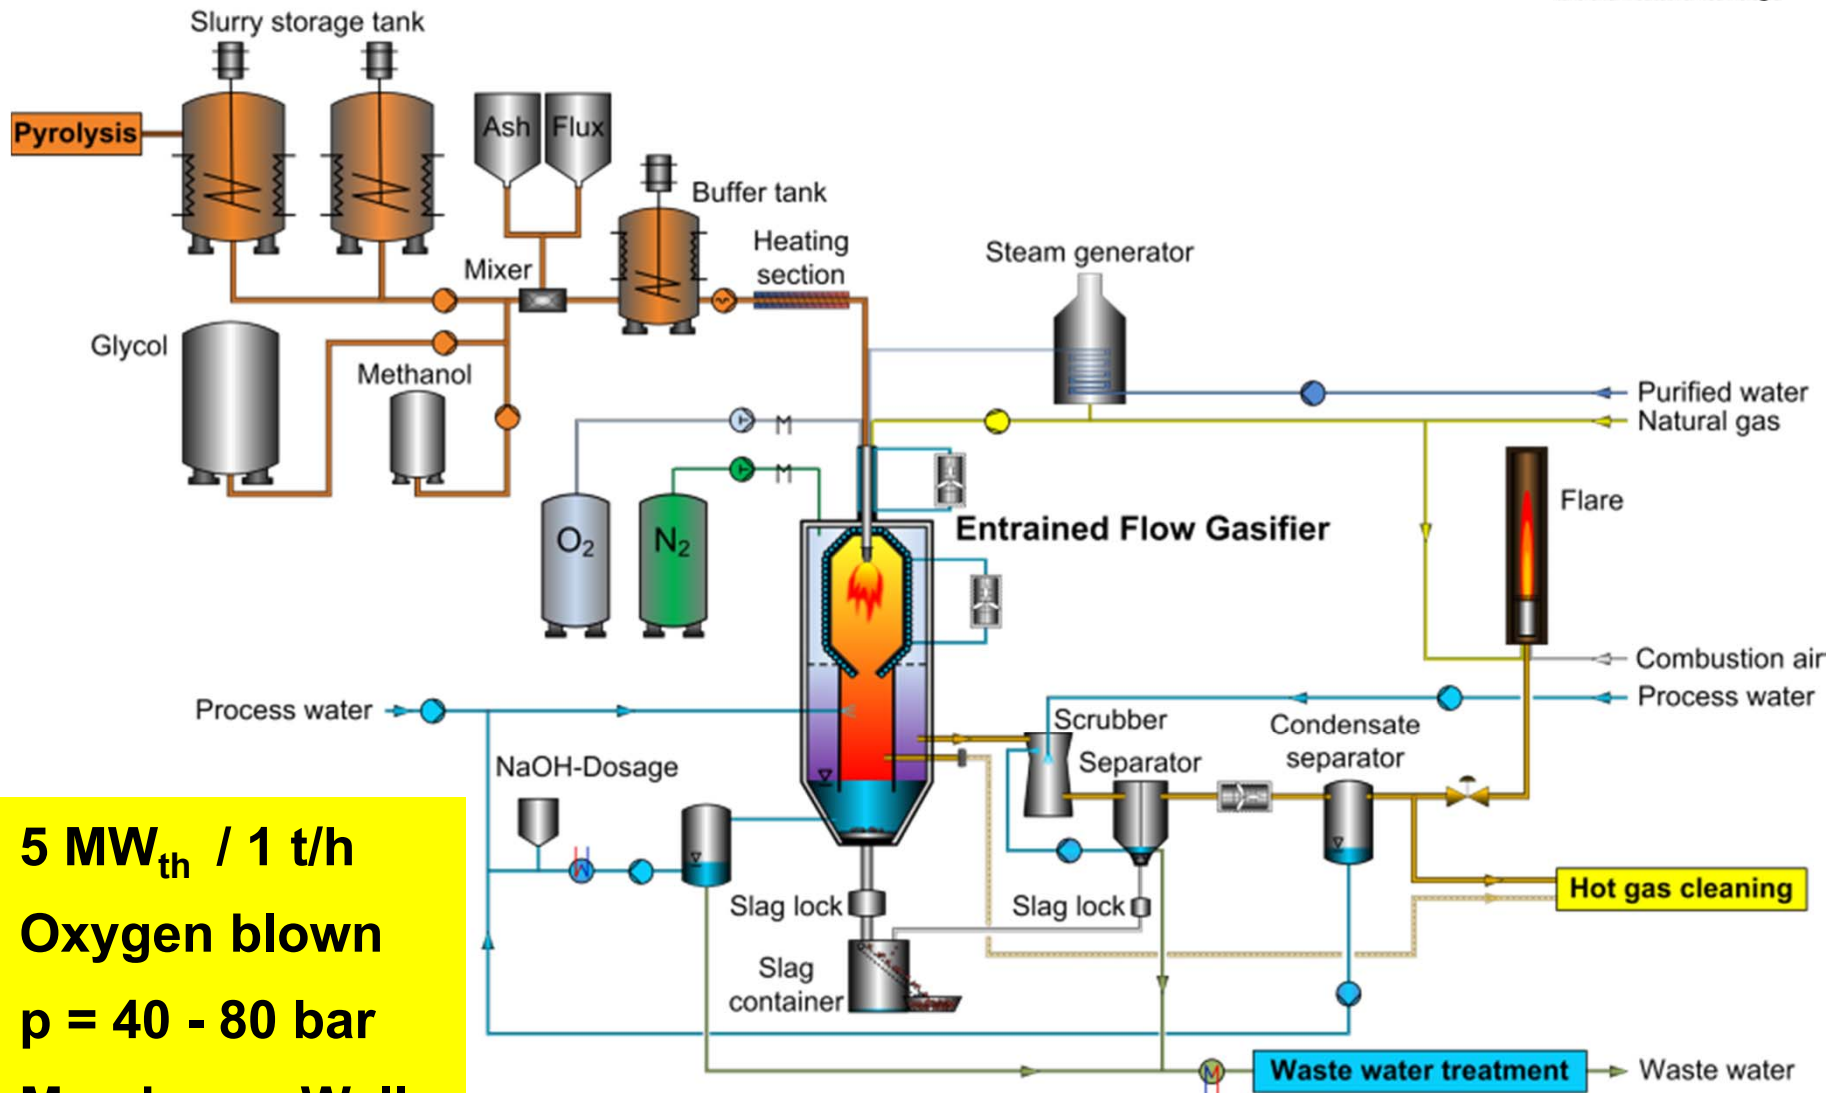 Slurry storage tank
Pyrolysis
Ash
Flux
Buffer tank
Heating
section
Mixer
Steam generator
Glycol
Methanol
Purified water
Natural gas
Flare
Entrained Flow Gasifier
O₂
N₂
Combustion air
Process water
Process water
Scrubber
Condensate
separator
Separator
NaOH-Dosage
5 MWth / 1 t/h
Oxygen blown
p = 40 - 80 bar
Slag lock
Slag lock
Hot gas cleaning
Slag
container
Waste water treatment
Waste water
M
M